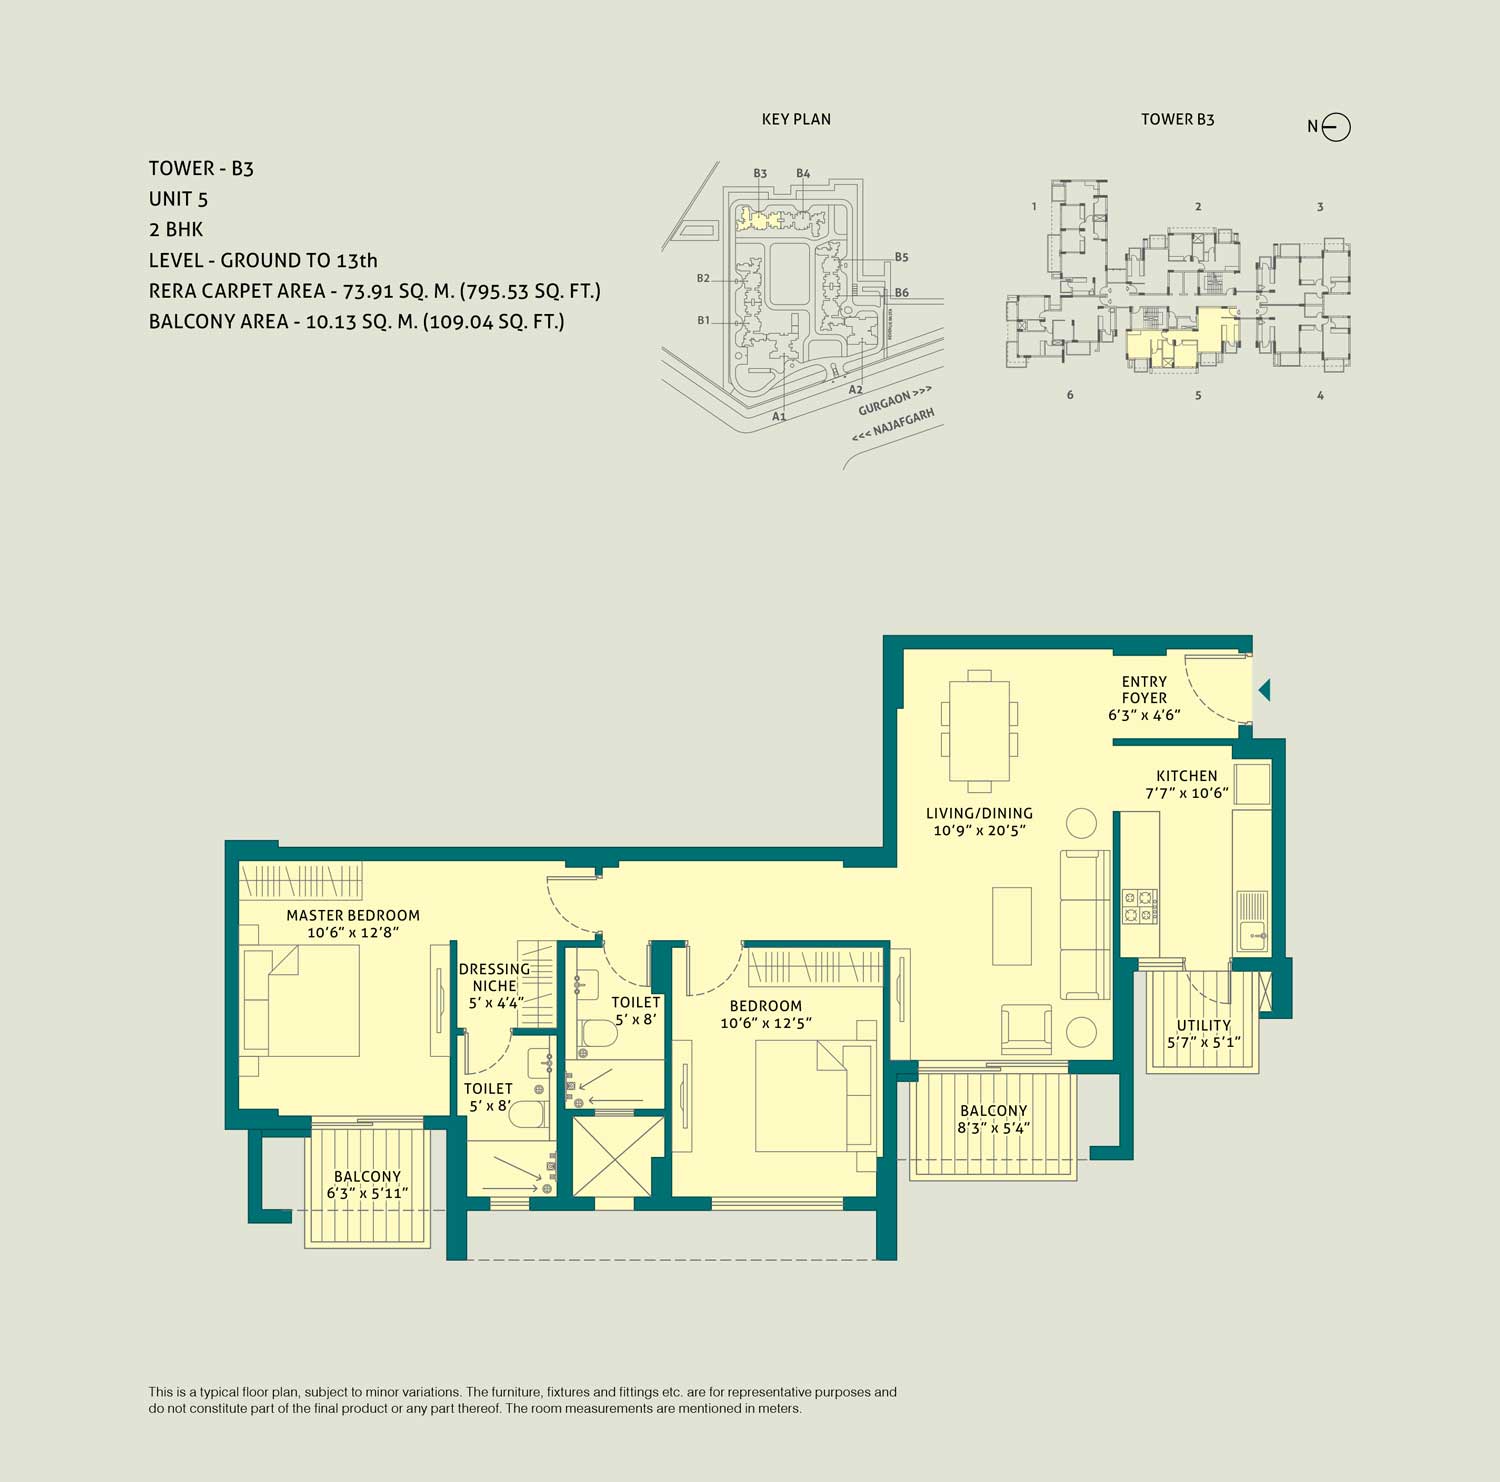 KEY PLAN
TOWER B3
N
TOWER - B3
UNIT 5
2 BHK
LEVEL - GROUND TO 13th
RERA CARPET AREA - 73.91 SQ. M. (795.53 SQ. FT.)
BALCONY AREA - 10.13 SQ. M. (109.04 SQ. FT.)
B3
B4
B5
B2
B6
B1
A2
A1
GURGAON >>>
<<< NAJAFGARH
1
2
3
6
5
4
ENTRY
FOYER
6'3" x 4'6"
KITCHEN
7'7" x 10'6"
LIVING/DINING
10'9" x 20'5"
MASTER BEDROOM
10'6" x 12'8"
DRESSING
NICHE
5' x 4'4"
TOILET
5' x 8'
BEDROOM
10'6" x 12'5"
UTILITY
5'7" x 5'1"
TOILET
5' x 8'
BALCONY
8'3" x 5'4"
BALCONY
6'3" x 5'11"
This is a typical floor plan, subject to minor variations. The furniture, fixtures and fittings etc. are for representative purposes and
do not constitute part of the final product or any part thereof. The room measurements are mentioned in meters.